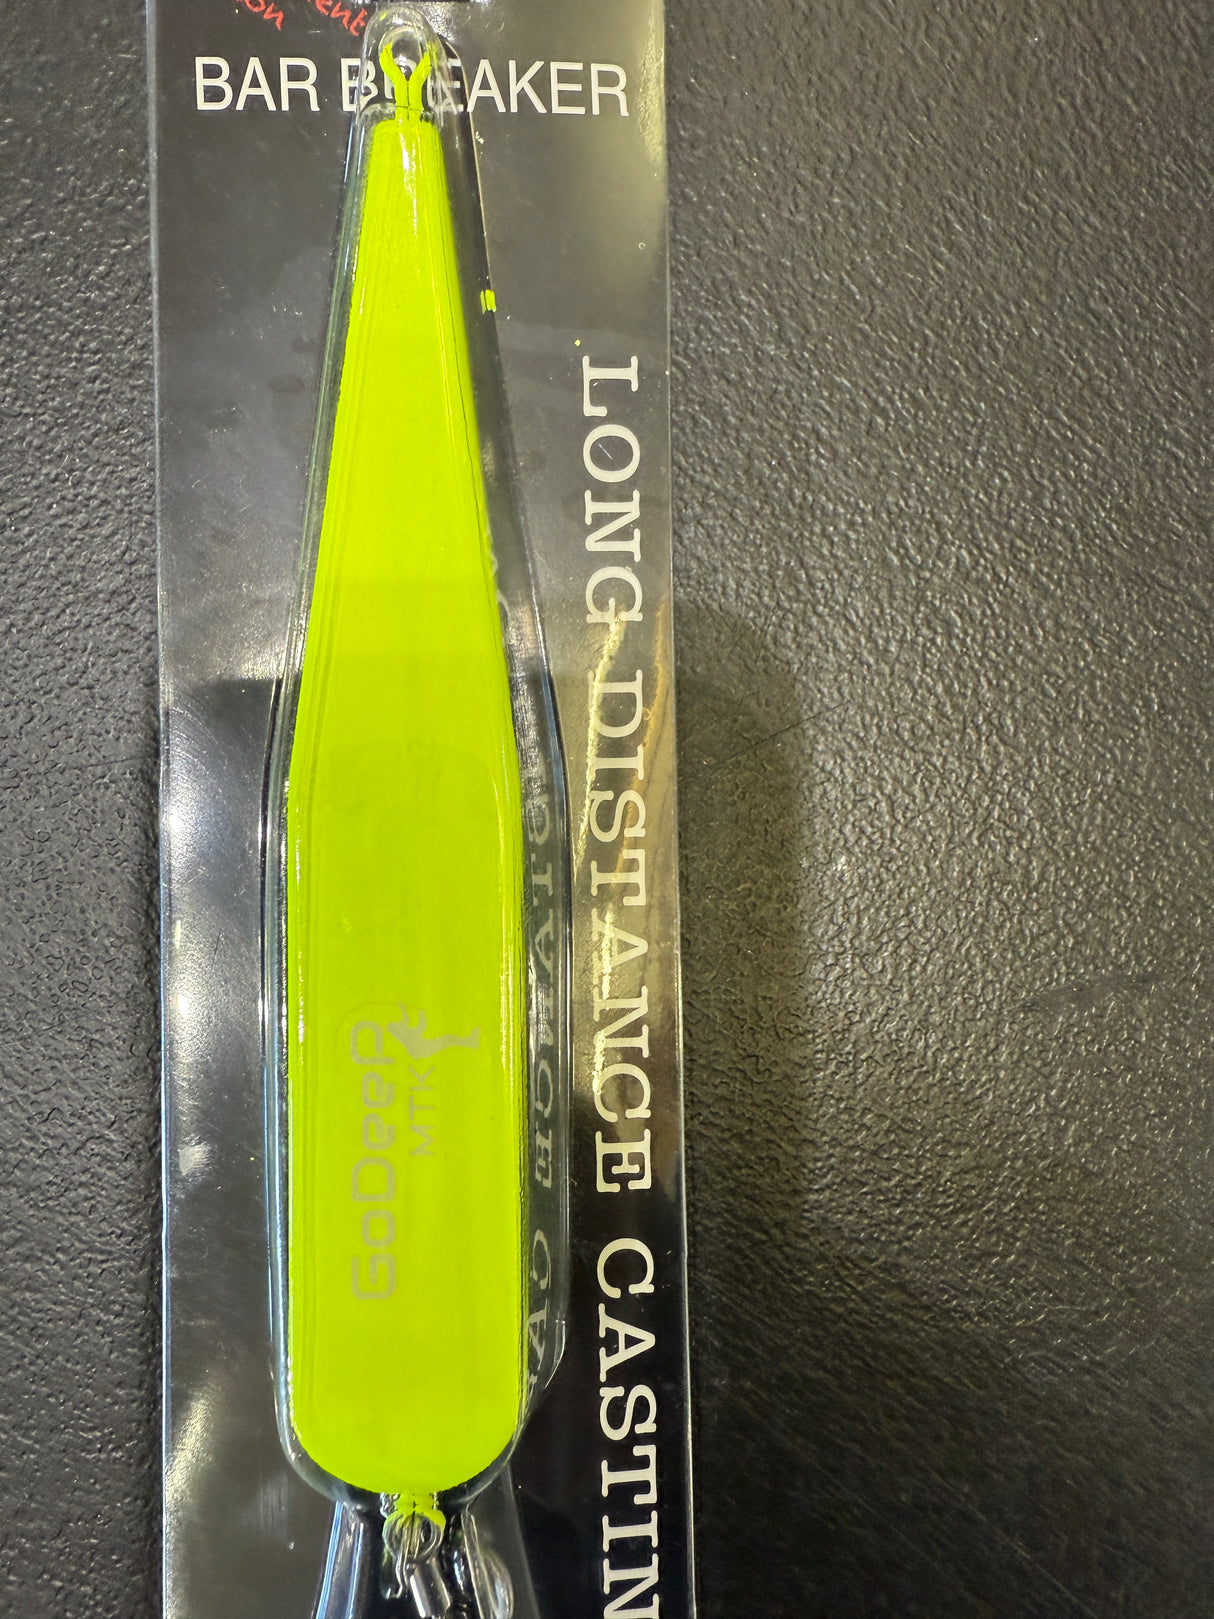 BAR BREAKER
LONG DISTANCE CASTIN
GoDeep
MTK